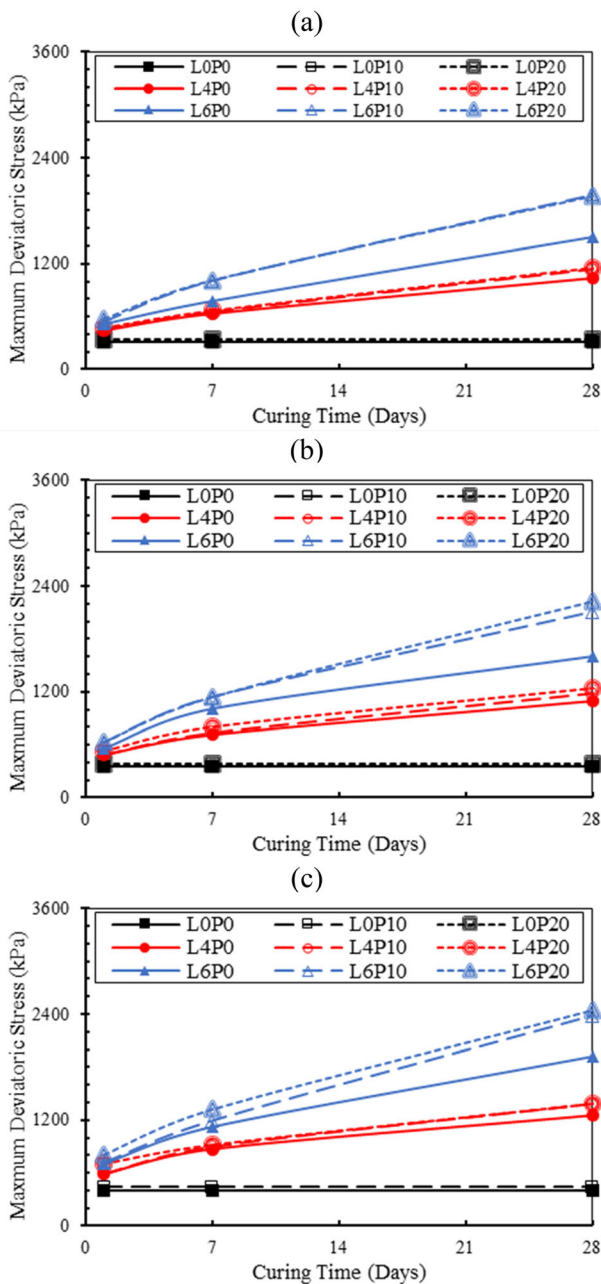 (a)
Maxmum Deviatoric Stress (kPa)
3600
2400
1200
0
L0P0 L0P10 L0P20
L4P0 L4P10 L4P20
L6P0 L6P10 L6P20
0 7 14 21 28
Curing Time (Days)
(b)
Maxmum Deviatoric Stress (kPa)
3600
2400
1200
0
L0P0 L0P10 L0P20
L4P0 L4P10 L4P20
L6P0 L6P10 L6P20
0 7 14 21 28
Curing Time (Days)
(c)
Maxmum Deviatoric Stress (kPa)
3600
2400
1200
0
L0P0 L0P10 L0P20
L4P0 L4P10 L4P20
L6P0 L6P10 L6P20
0 7 14 21 28
Curing Time (Days)